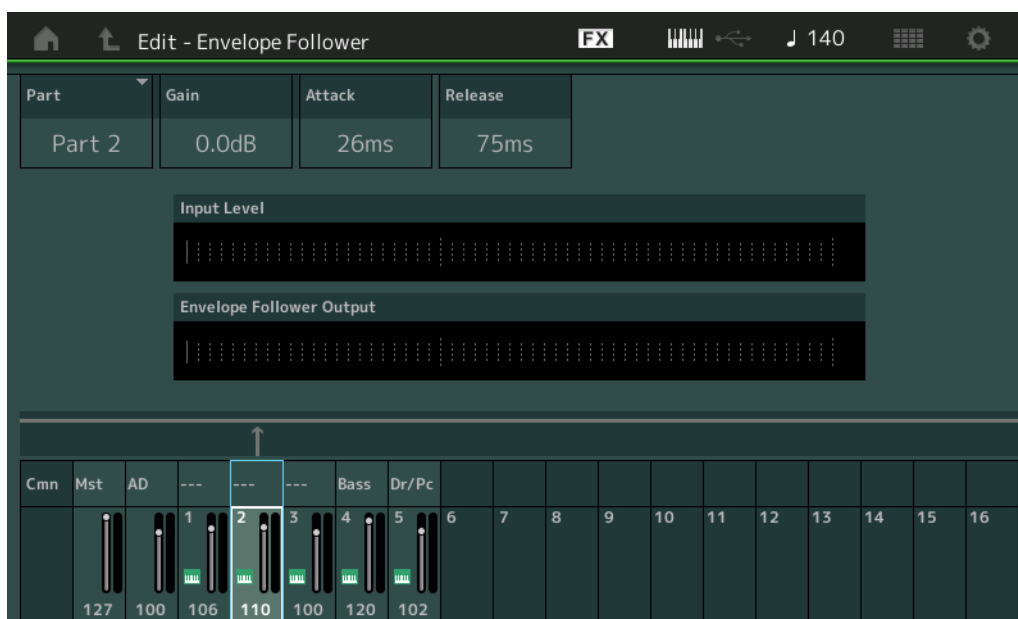 Edit - Envelope Follower FX ♩ 140
Part Gain Attack Release
Part 2 0.0dB 26ms 75ms
Input Level
Envelope Follower Output
Cmn Mst AD --- --- --- Bass Dr/Pc
1 2 3 4 5 6 7 8 9 10 11 12 13 14 15 16
127 100 106 110 100 120 102